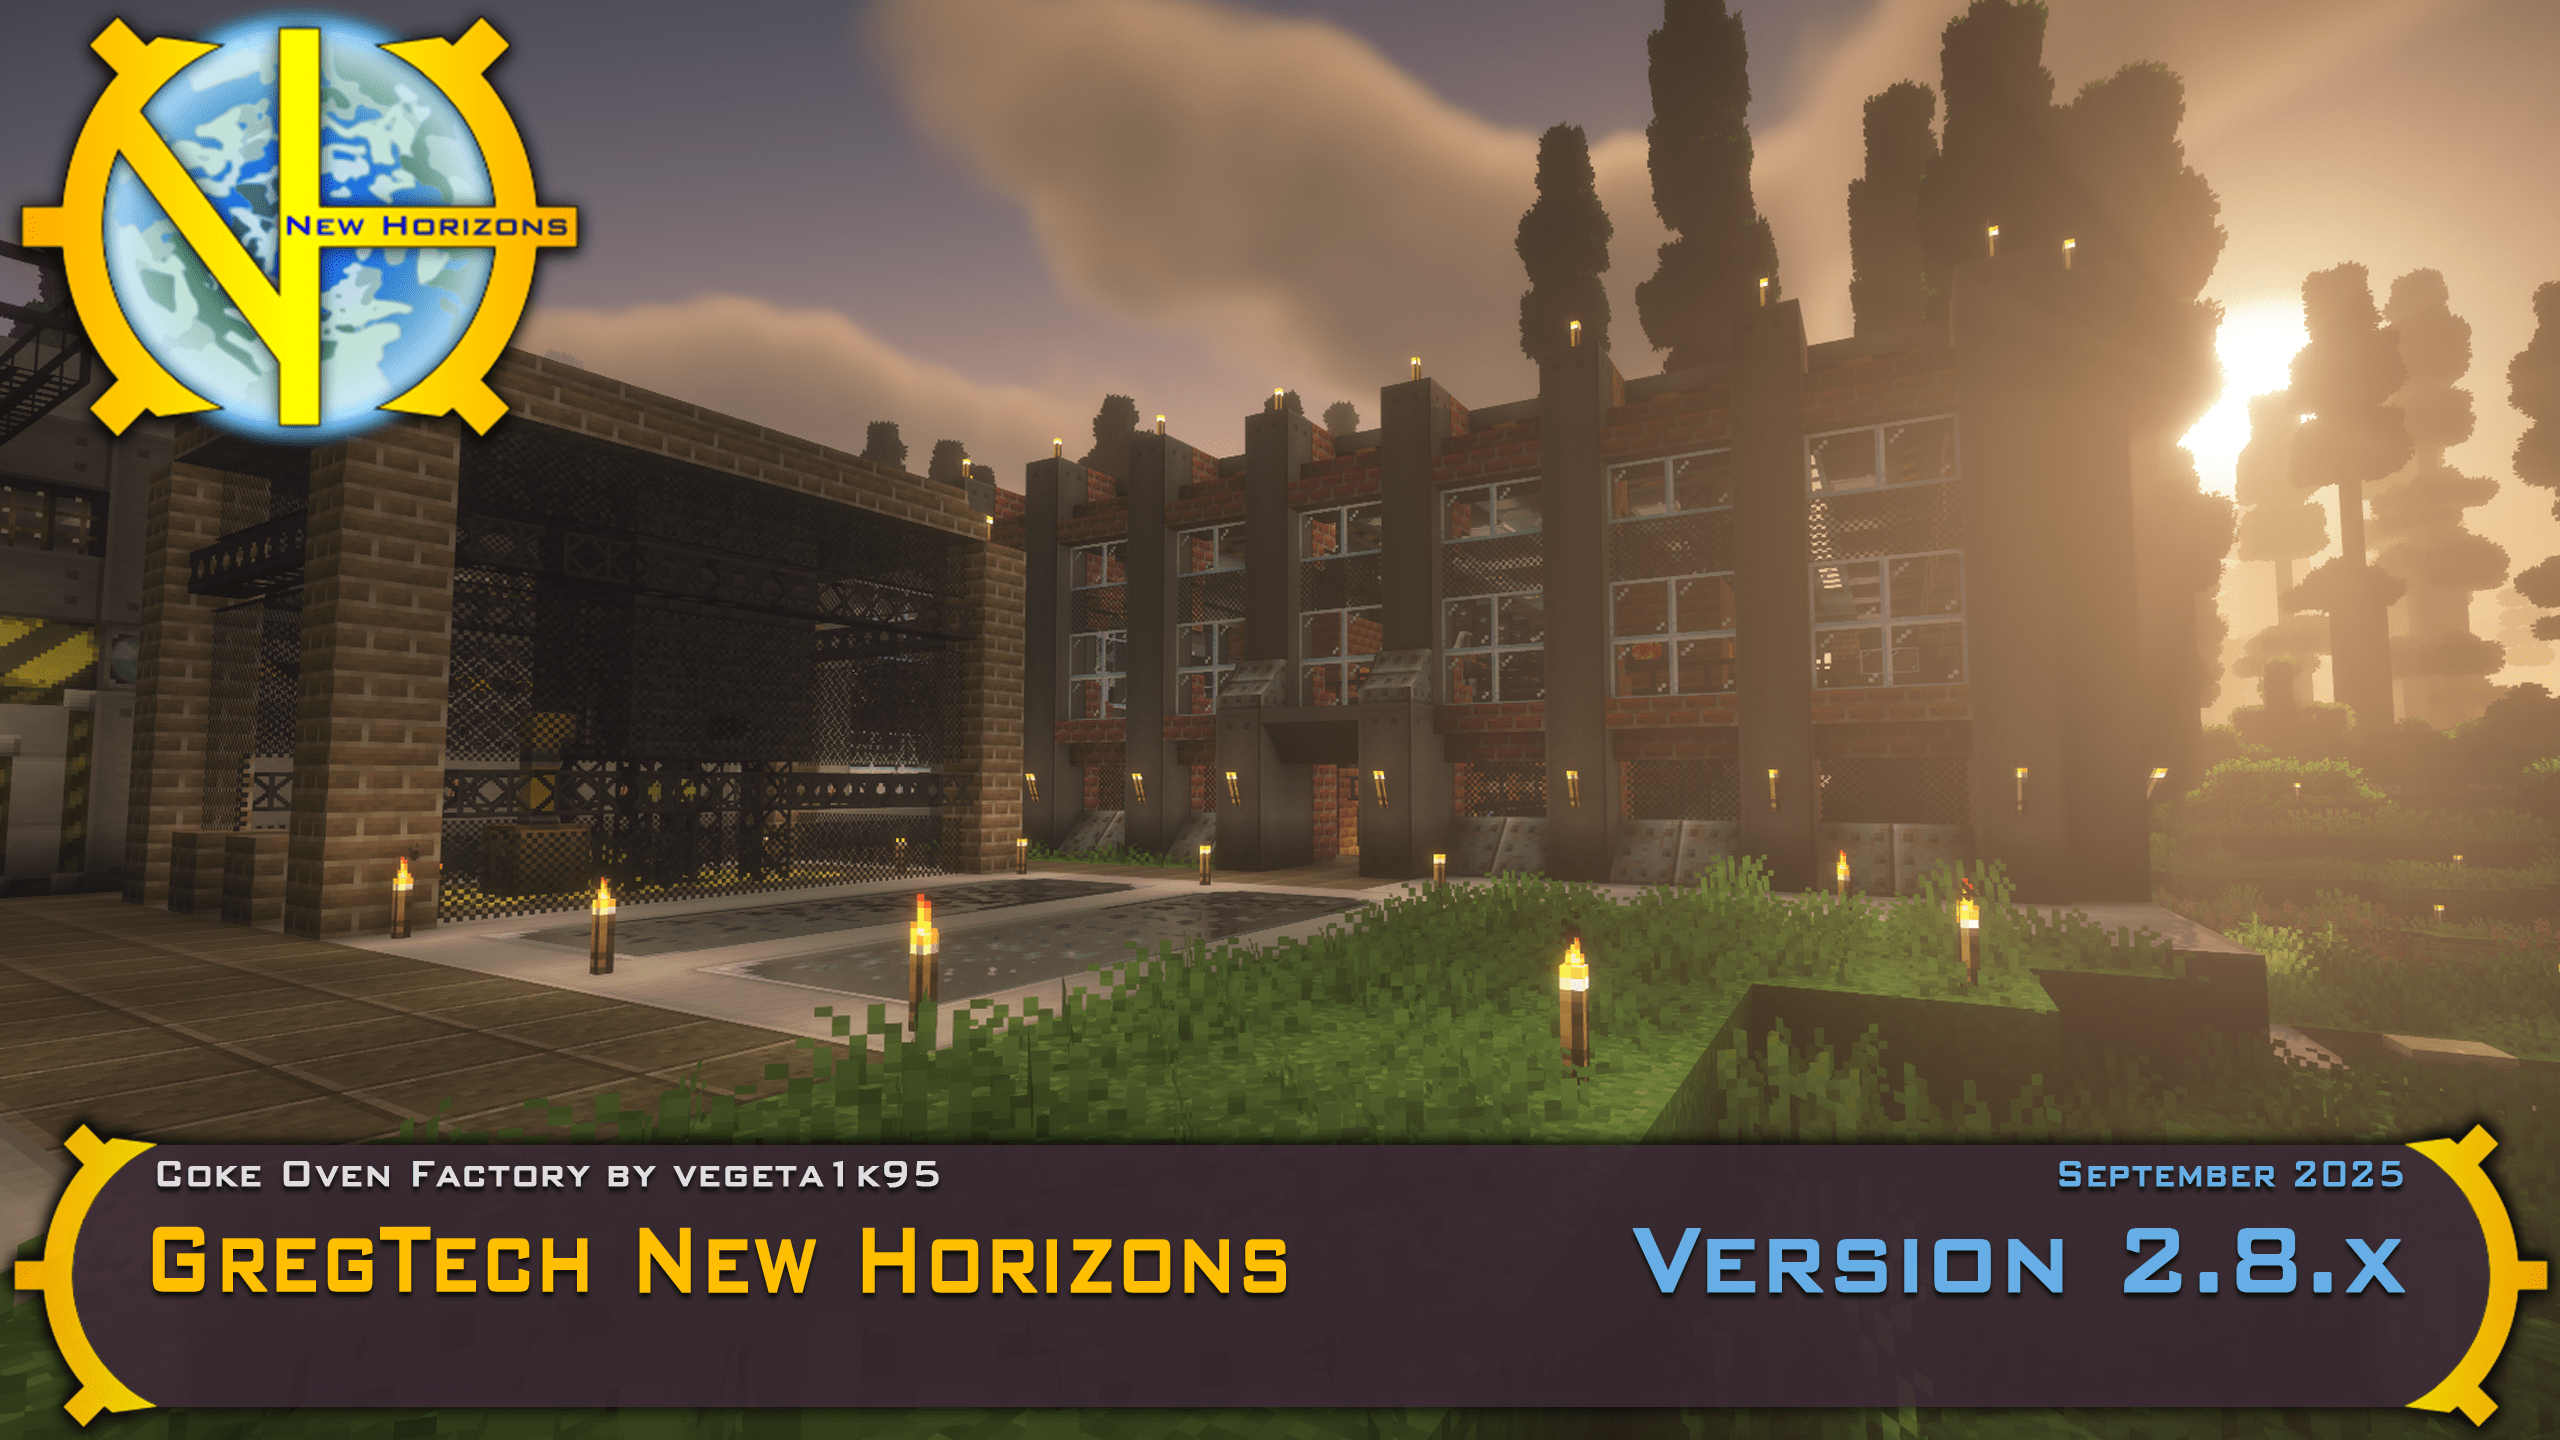 New Horizons
Coke Oven Factory by vegeta1k95
September 2025
GregTech New Horizons
Version 2.8.x